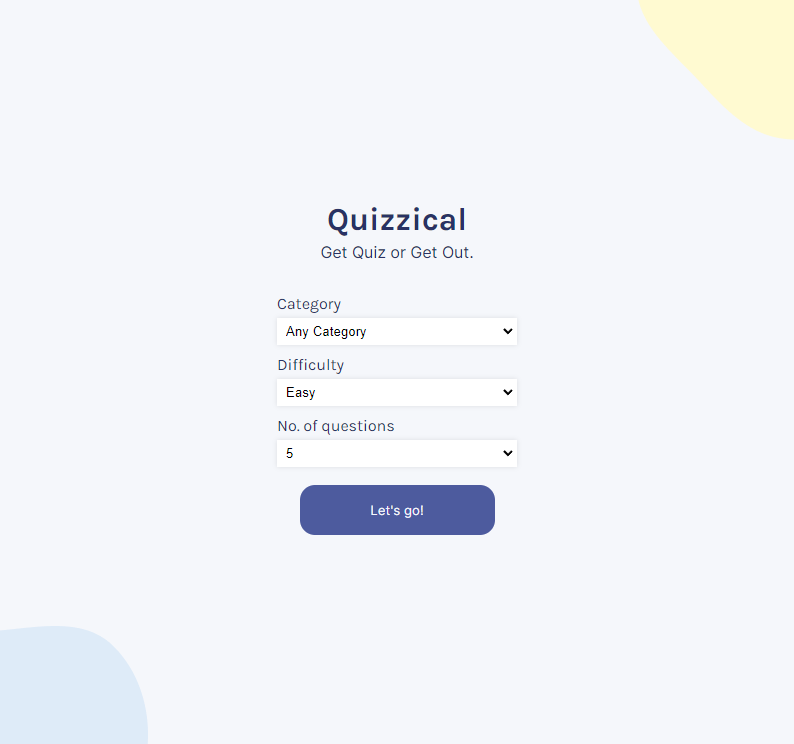 Quizzical
Get Quiz or Get Out.
Category
Any Category
Difficulty
Easy
No. of questions
5
Let's go!